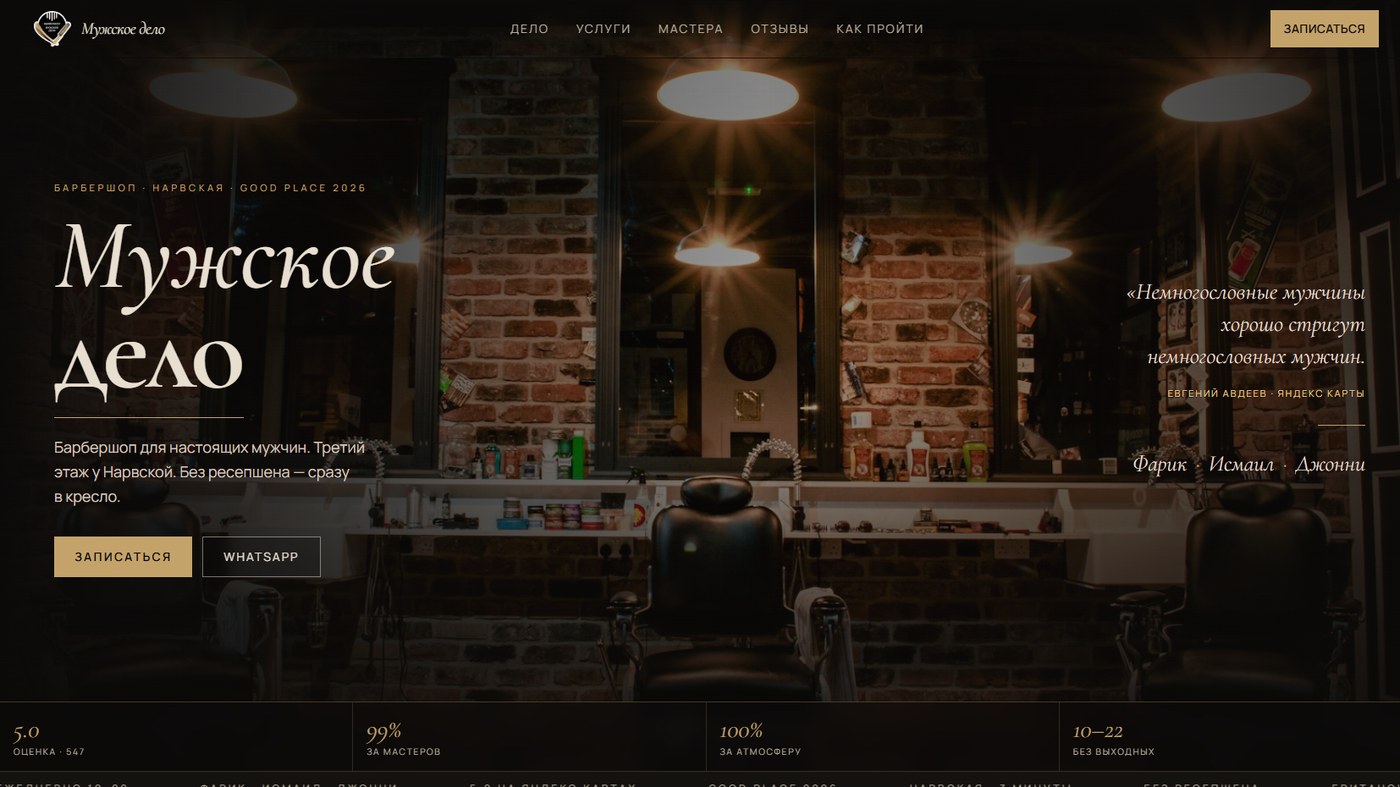 Мужское дело
ДЕЛО
УСЛУГИ
МАСТЕРА
ОТЗЫВЫ
КАК ПРОЙТИ
ЗАПИСАТЬСЯ
БАРБЕРШОП · НАРВСКАЯ · GOOD PLACE 2026
Мужское
дело
Барбершоп для настоящих мужчин. Третий
этаж у Нарвской. Без ресепшена — сразу
в кресло.
ЗАПИСАТЬСЯ
WHATSAPP
«Немногословные мужчины
хорошо стригут
немногословных мужчин.
ЕВГЕНИЙ АВДЕЕВ · ЯНДЕКС КАРТЫ
Фарик · Исмаил · Джонни
5.0
ОЦЕНКА · 547
99%
ЗА МАСТЕРОВ
100%
ЗА АТМОСФЕРУ
10–22
БЕЗ ВЫХОДНЫХ